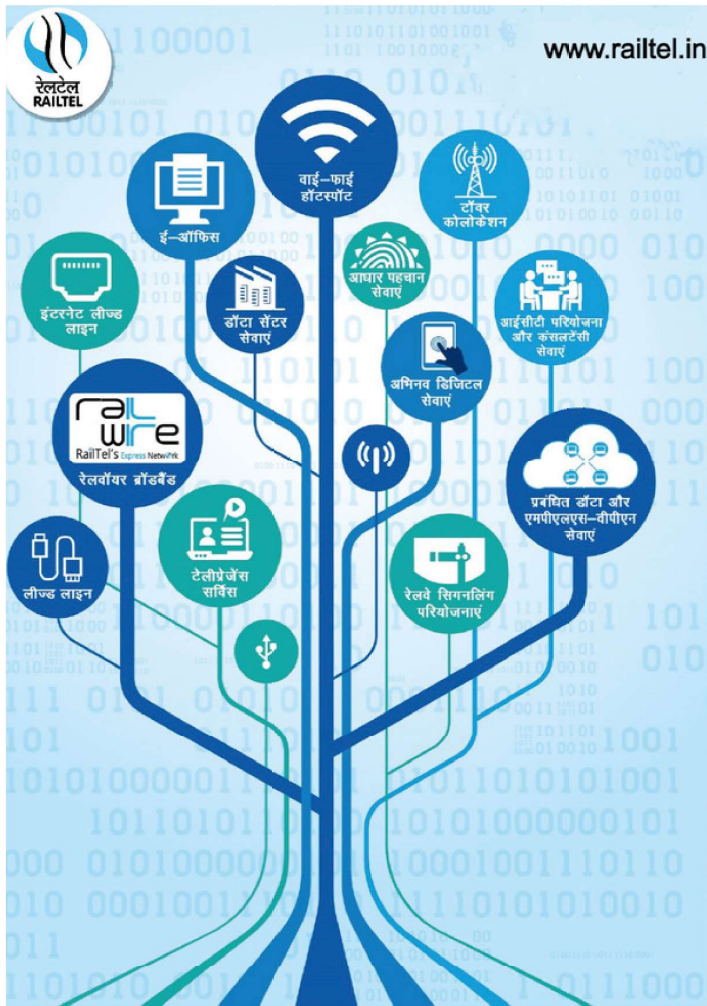 रेलटेल
RAILTEL
www.railtel.in
वाई–फाई
हॉटस्पॉट
ई–ऑफिस
टॉवर
कोलोकेशन
आधार पहचान
सेवाएं
इंटरनेट लीज्ड
लाइन
डॉटा सेंटर
सेवाएं
आईसीटी परियोजना
और कंसलटेंसी
सेवाएं
अभिनव डिजिटल
सेवाएं
rail
wire
RailTel's Express Network
रेलवॉयर ब्रॉडबैंड
प्रबंधित डॉटा और
एमपीएलएस–वीपीएन
सेवाएं
लीज्ड लाइन
टेलीप्रेजेंस
सर्विस
रेलवे सिगनलिंग
परियोजनाएं